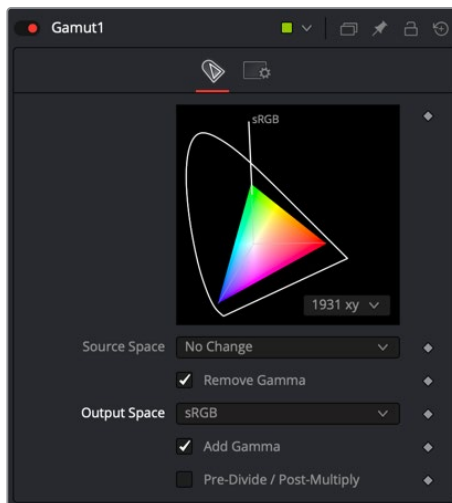 Gamut1
sRGB
1931 xy
Source Space No Change
Remove Gamma
Output Space sRGB
Add Gamma
Pre-Divide / Post-Multiply